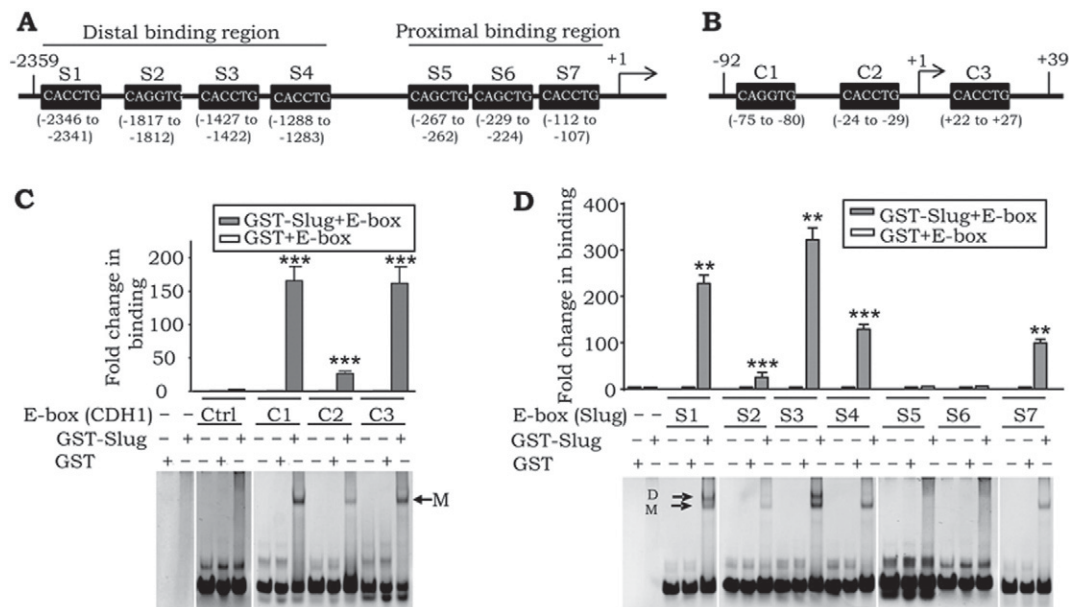 A
Distal binding region
Proximal binding region
-2359
S1 S2 S3 S4 S5 S6 S7 +1
CACCTG CAGGTG CACCTG CACCTG CAGCTG CAGCTG CACCTG
(-2346 to (-1817 to (-1427 to (-1288 to (-267 to (-229 to (-112 to
-2341) -1812) -1422) -1283) -262) -224) -107)
B
-92 C1 C2 +1 C3 +39
CAGGTG CACCTG CACCTG
(-75 to -80) (-24 to -29) (+22 to +27)
C
GST-Slug+E-box
GST+E-box
Fold change in
binding
200
150
100
50
0
*** *** ***
E-box (CDH1) – – Ctrl C1 C2 C3
GST-Slug – + – – + – – + – – + – – +
GST + – – + – – + – – + – – + –
M
D
GST-Slug+E-box
GST+E-box
Fold change in binding
400
300
200
100
0
** *** ** *** **
E-box (Slug) – – S1 S2 S3 S4 S5 S6 S7
GST-Slug – + – – + – – + – – + – – + – – + – – + – – +
GST + – – + – – + – – + – – + – – + – – + – – + –
D
M